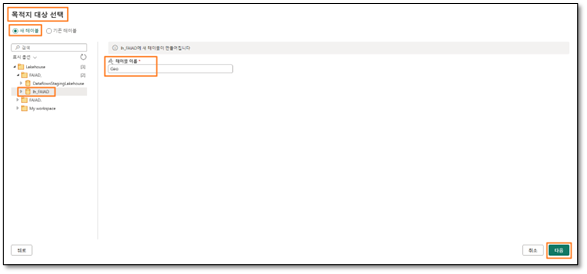 목적지 대상 선택
새 테이블
기존 테이블
검색
표시 옵션
Lakehouse
FAIAD
DataflowsStagingLakehouse
lh_FAIAD
FAIAD
My workspace
lh_FAIAD에 새 테이블이 만들어집니다
테이블 이름 *
Geo
뒤로
취소
다음